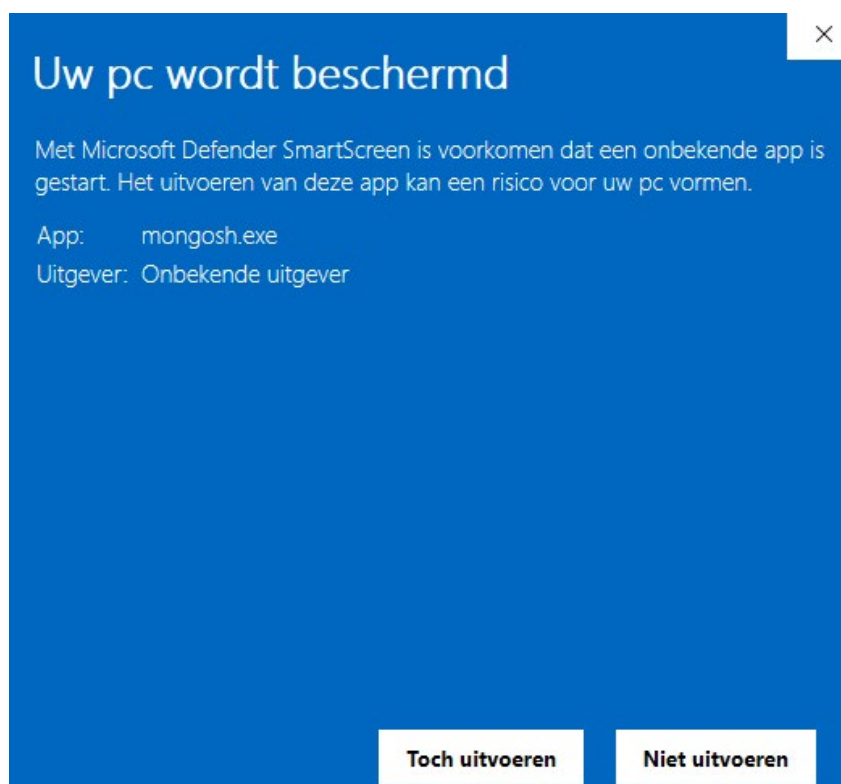 Uw pc wordt beschermd
Met Microsoft Defender SmartScreen is voorkomen dat een onbekende app is
gestart. Het uitvoeren van deze app kan een risico voor uw pc vormen.
App: mongosh.exe
Uitgever: Onbekende uitgever
Toch uitvoeren Niet uitvoeren